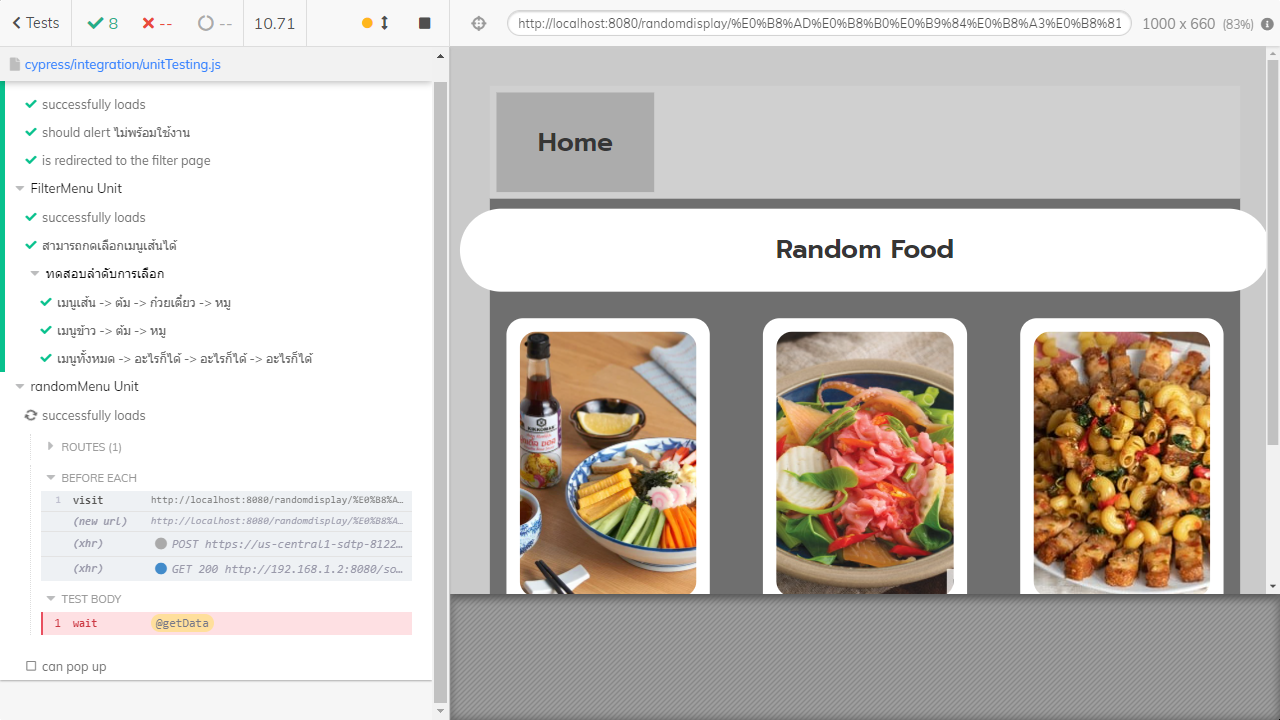 Tests
8
--
--
10.71
http://localhost:8080/randomdisplay/%E0%B8%AD%E0%B8%B0%E0%B9%84%E0%B8%A3%E0%B8%81
1000 x 660 (83%)
cypress/integration/unitTesting.js
successfully loads
should alert ไม่พร้อมใช้งาน
is redirected to the filter page
FilterMenu Unit
successfully loads
สามารถกดเลือกเมนูเส้นได้
ทดสอบลำดับการเลือก
เมนูเส้น -> ต้ม -> ก๋วยเตี๋ยว -> หมู
เมนูข้าว -> ต้ม -> หมู
เมนูทั้งหมด -> อะไรก็ได้ -> อะไรก็ได้ -> อะไรก็ได้
randomMenu Unit
successfully loads
ROUTES (1)
BEFORE EACH
1 visit http://localhost:8080/randomdisplay/%E0%B8%A…
(new url) http://localhost:8080/randomdisplay/%E0%B8%A…
(xhr) POST https://us-central1-sdtp-8122…
(xhr) GET 200 http://192.168.1.2:8080/so…
TEST BODY
1 wait @getData
can pop up
Home
Random Food